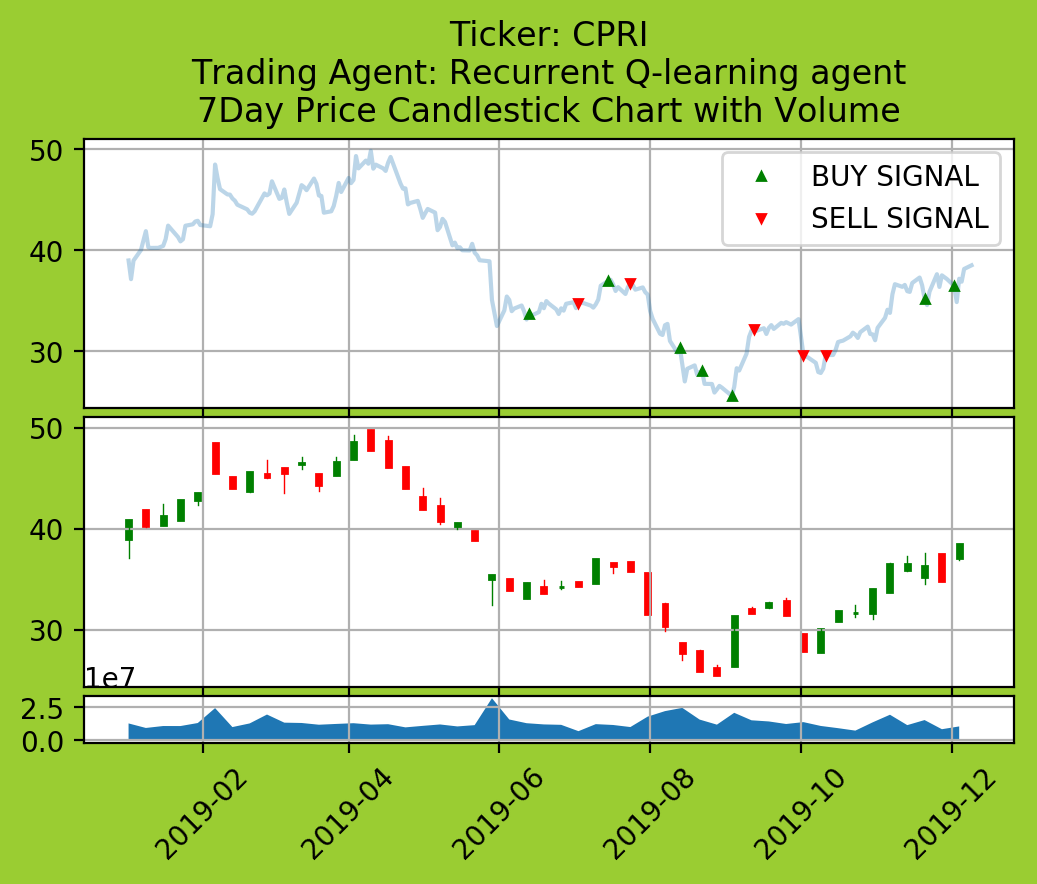 Ticker: CPRI
Trading Agent: Recurrent Q-learning agent
7Day Price Candlestick Chart with Volume
50
40
30
BUY SIGNAL
SELL SIGNAL
50
40
30
1e7
2.5
0.0
2019-02
2019-04
2019-06
2019-08
2019-10
2019-12